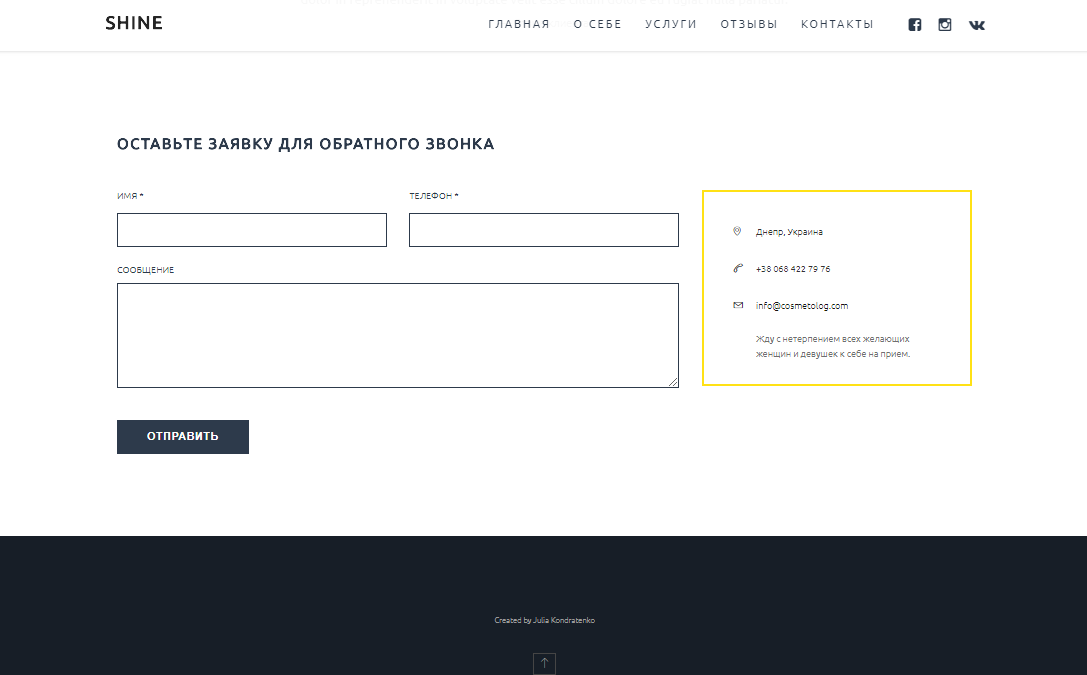 SHINE
ГЛАВНАЯ О СЕБЕ УСЛУГИ ОТЗЫВЫ КОНТАКТЫ
ОСТАВЬТЕ ЗАЯВКУ ДЛЯ ОБРАТНОГО ЗВОНКА
ИМЯ *
ТЕЛЕФОН *
СООБЩЕНИЕ
ОТПРАВИТЬ
Днепр, Украина
+38 068 422 79 76
info@cosmetolog.com
Жду с нетерпением всех желающих
женщин и девушек к себе на прием.
Created by Julia Kondratenko